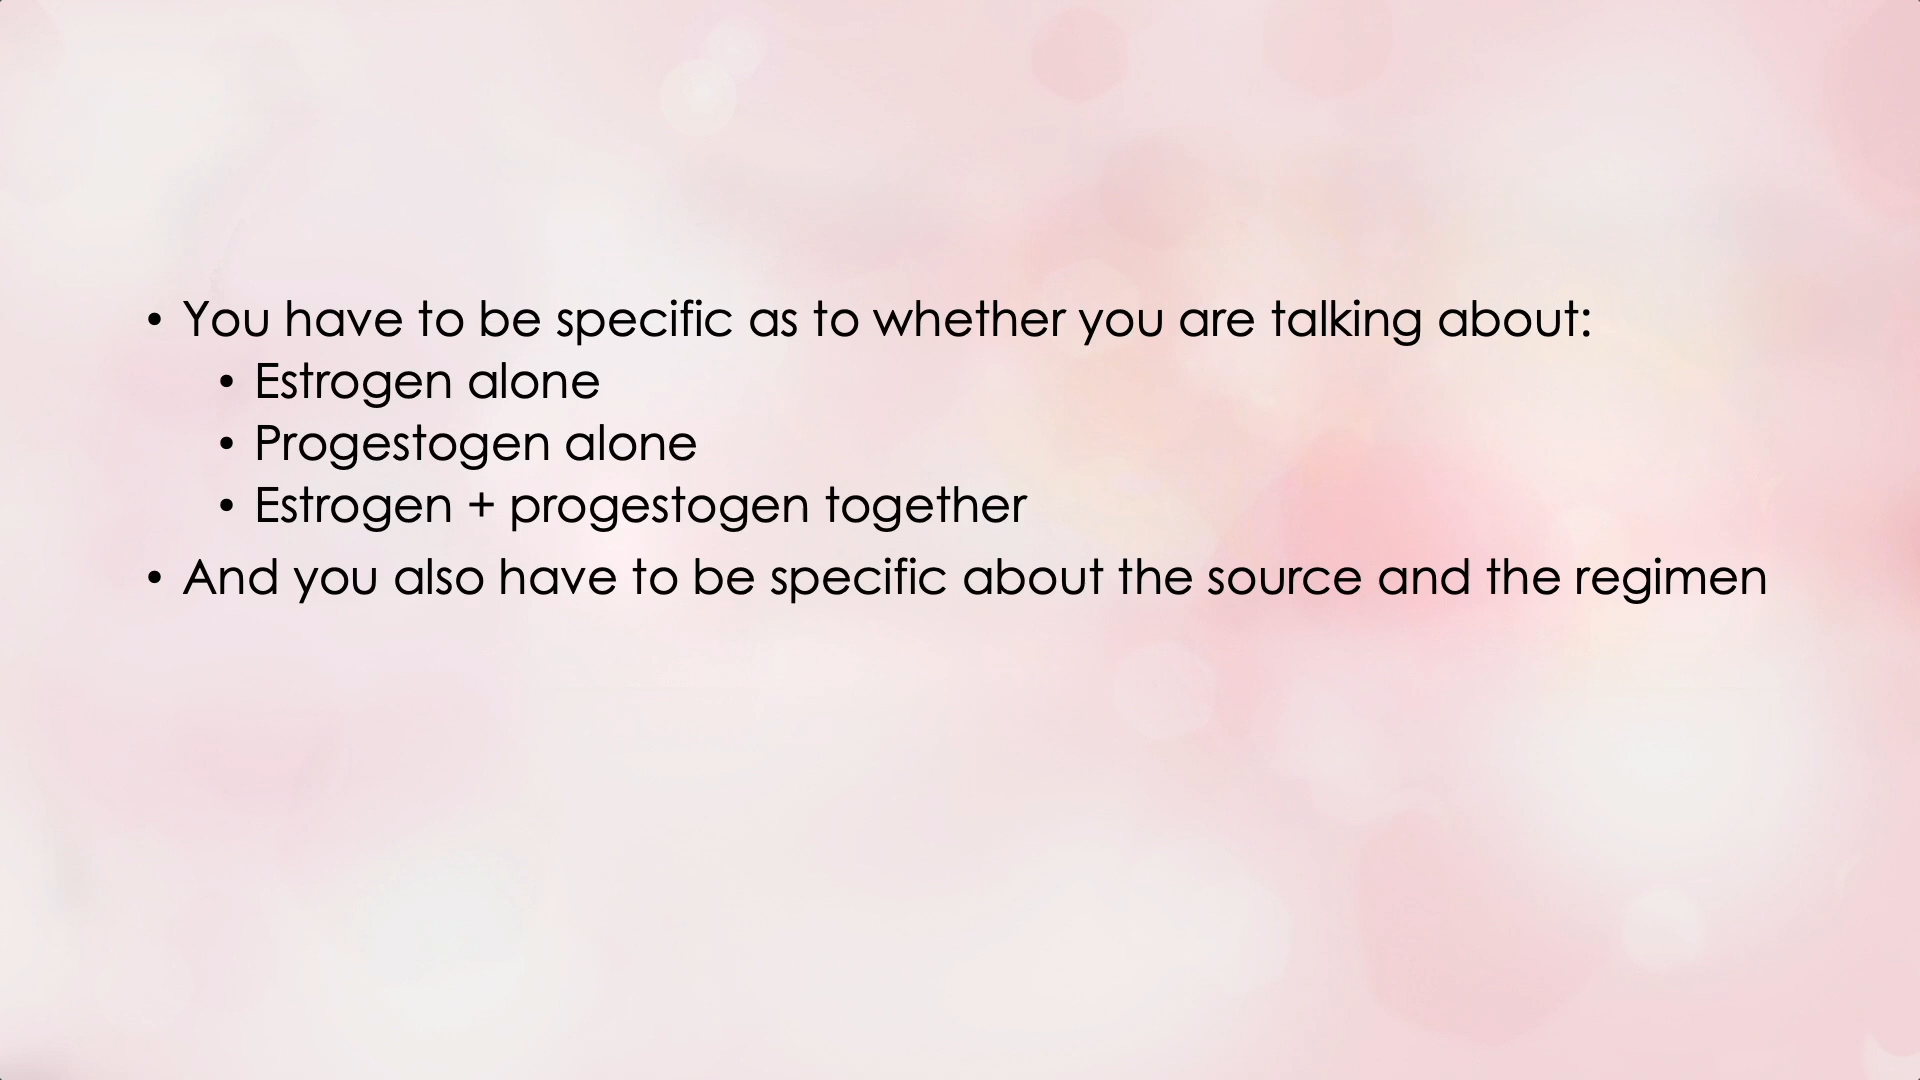 • You have to be specific as to whether you are talking about:
• Estrogen alone
• Progestogen alone
• Estrogen + progestogen together
• And you also have to be specific about the source and the regimen